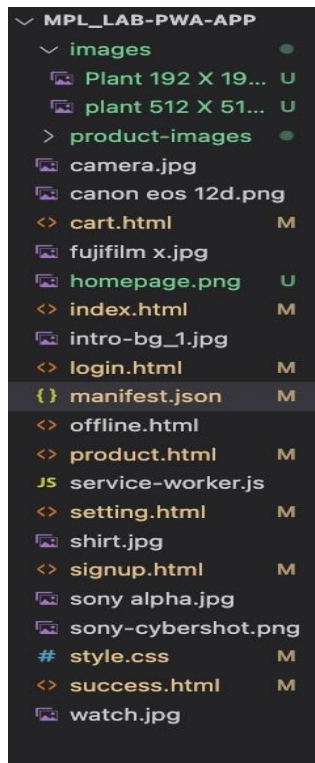 MPL_LAB-PWA-APP
images
Plant 192 X 19... U
plant 512 X 51... U
product-images
camera.jpg
canon eos 12d.png
<> cart.html M
fujifilm x.jpg
homepage.png U
<> index.html M
intro-bg_1.jpg
<> login.html M
{} manifest.json M
<> offline.html
<> product.html M
JS service-worker.js
<> setting.html M
shirt.jpg
<> signup.html M
sony alpha.jpg
sony-cybershot.png
# style.css M
<> success.html M
watch.jpg